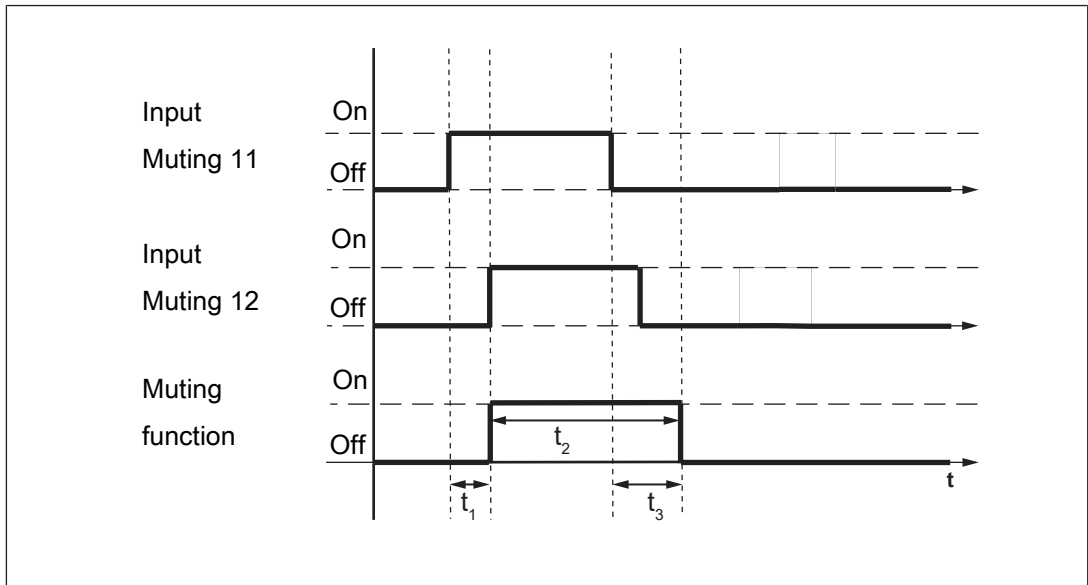 Input On
Muting 11 Off
Input On
Muting 12 Off
Muting On
function Off
t2
t
t1 t3